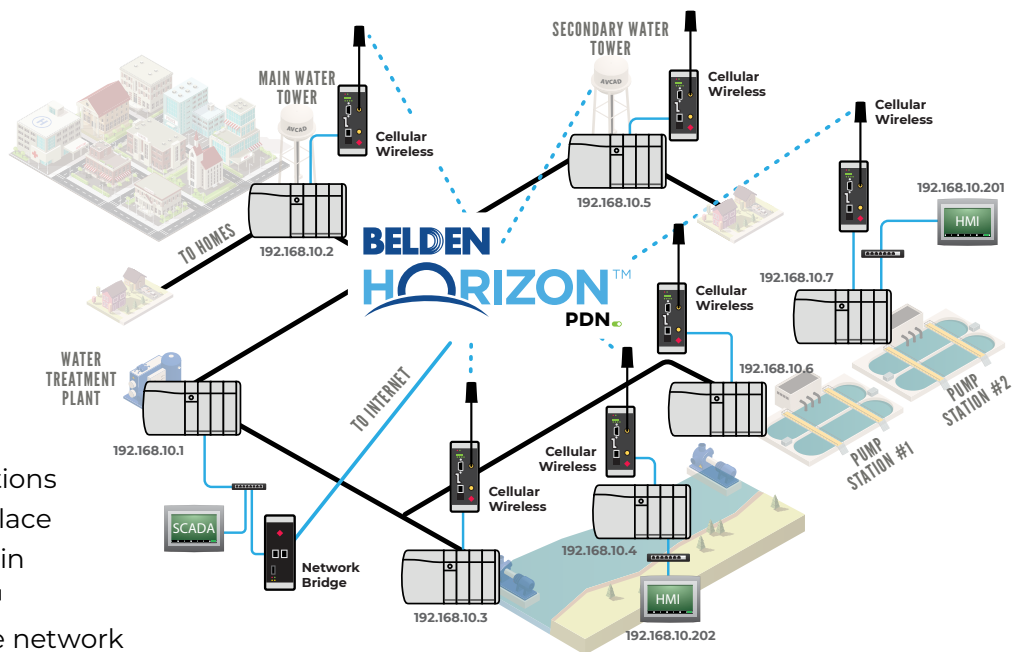 SECONDARY WATER
TOWER
MAIN WATER
TOWER
AVCAD
AVCAD
Cellular
Wireless
Cellular
Wireless
Cellular
Wireless
192.168.10.201
HMI
192.168.10.5
192.168.10.2
TO HOMES
BELDEN
HORIZON™
PDN
192.168.10.7
Cellular
Wireless
WATER
TREATMENT
PLANT
TO INTERNET
192.168.10.6
PUMP
STATION #2
PUMP
STATION #1
192.168.10.1
Cellular
Wireless
Cellular
Wireless
tions
lace
in
SCADA
Network
Bridge
192.168.10.4
192.168.10.3
HMI
192.168.10.202
e network